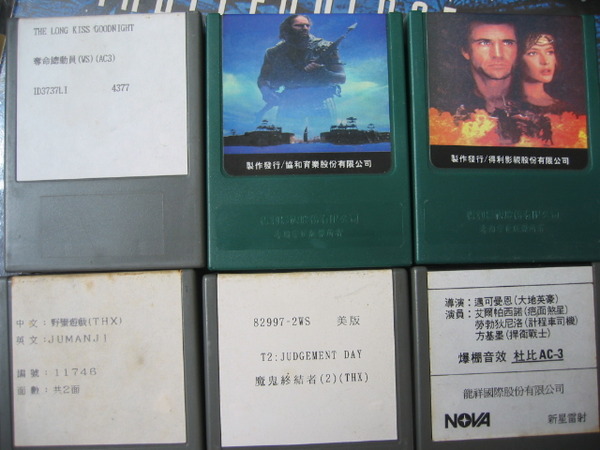 THE LONG KISS GOODNIGHT
奪命總動員(WS)(AC3)
ID3737LI 4377
製作發行/協和育樂股份有限公司
製作發行/得利影視股份有限公司
中文：野蠻遊戲(THX)
英文：JUMANJI
編號：11746
面數：共2面
82997-2WS 美版
T2:JUDGEMENT DAY
魔鬼終結者(2)(THX)
導演：邁可曼恩(大地英豪)
演員：艾爾帕西諾(疤面煞星)
勞勃狄尼洛(計程車司機)
方基墨(捍衛戰士)
爆棚音效 杜比AC-3
龍祥國際股份有限公司
NOVA 新星雷射